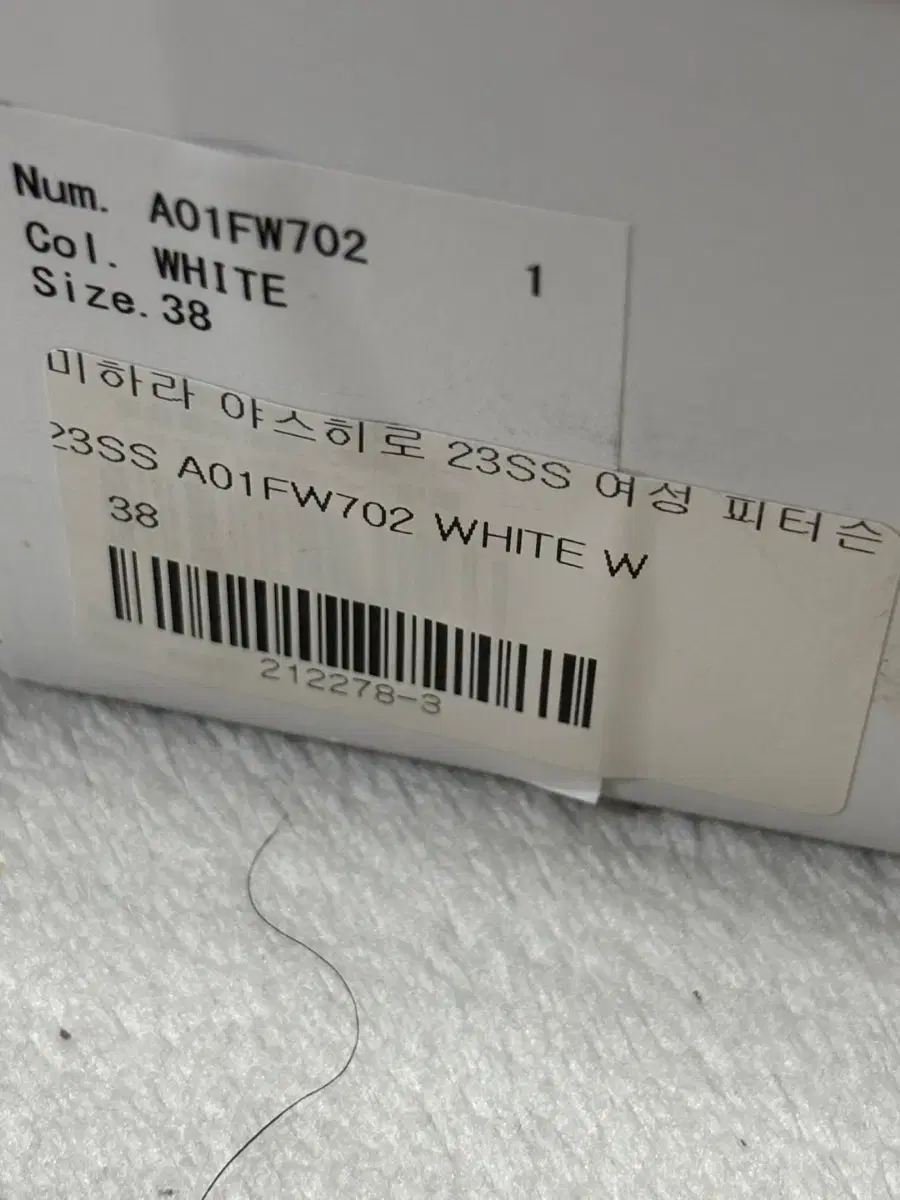 Num. A01FW702
Col. WHITE 1
Size. 38
미하라 야스히로 23SS 여성 피터슨
23SS A01FW702 WHITE W
38
212278-3